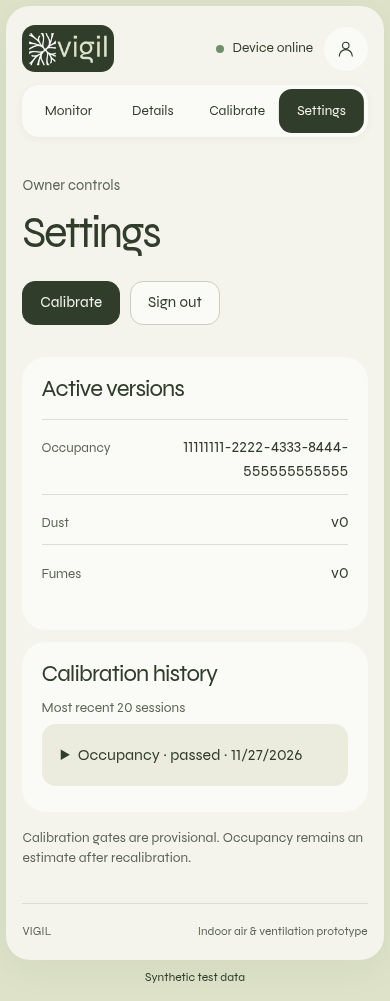 vigil
Device online
Monitor
Details
Calibrate
Settings
Owner controls
Settings
Calibrate
Sign out
Active versions
Occupancy
11111111-2222-4333-8444-
555555555555
Dust
v0
Fumes
v0
Calibration history
Most recent 20 sessions
▶ Occupancy · passed · 11/27/2026
Calibration gates are provisional. Occupancy remains an
estimate after recalibration.
VIGIL
Indoor air & ventilation prototype
Synthetic test data